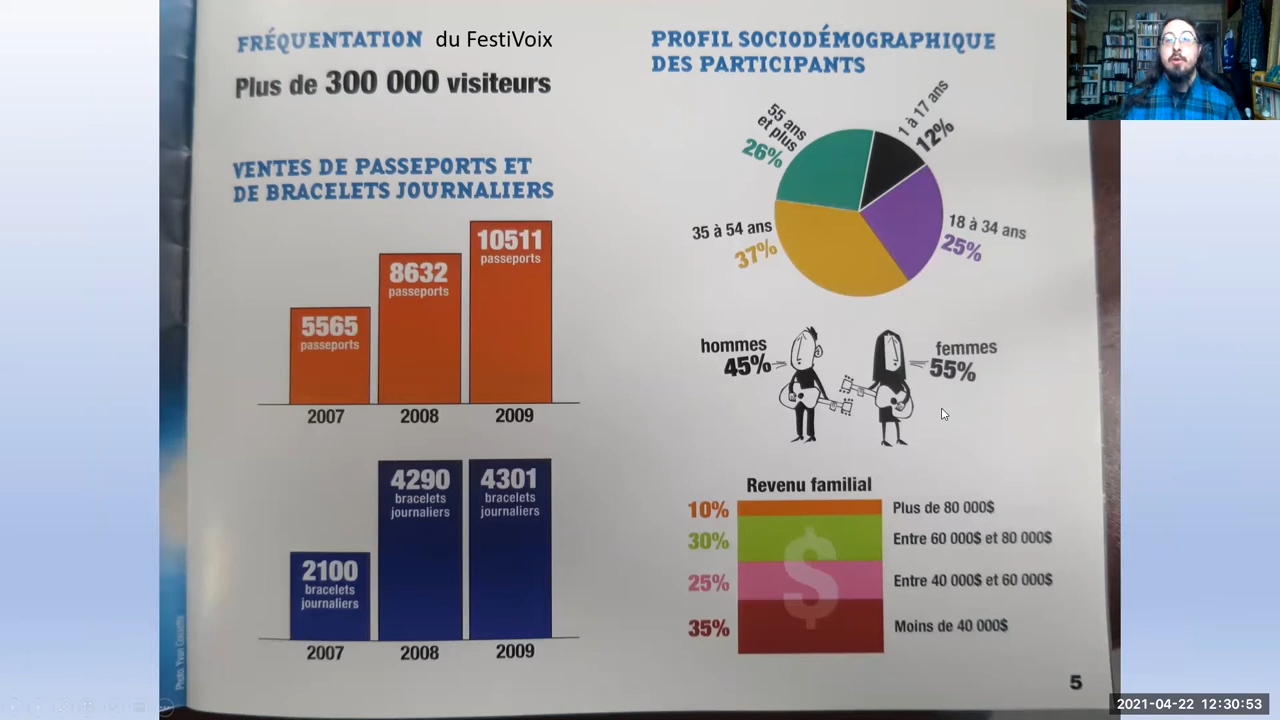 FRÉQUENTATION du FestiVoix
Plus de 300 000 visiteurs
VENTES DE PASSEPORTS ET
DE BRACELETS JOURNALIERS
5565
passeports
8632
passeports
10511
passeports
2007
2008
2009
2100
bracelets
journaliers
4290
bracelets
journaliers
4301
bracelets
journaliers
2007
2008
2009
PROFIL SOCIODÉMOGRAPHIQUE
DES PARTICIPANTS
55 ans
et plus
26%
1 à 17 ans
12%
35 à 54 ans
37%
18 à 34 ans
25%
hommes
45%
femmes
55%
Revenu familial
10% Plus de 80 000$
30% Entre 60 000$ et 80 000$
25% Entre 40 000$ et 60 000$
35% Moins de 40 000$
$
5
Photo: Yvan
2021-04-22 12:30:53